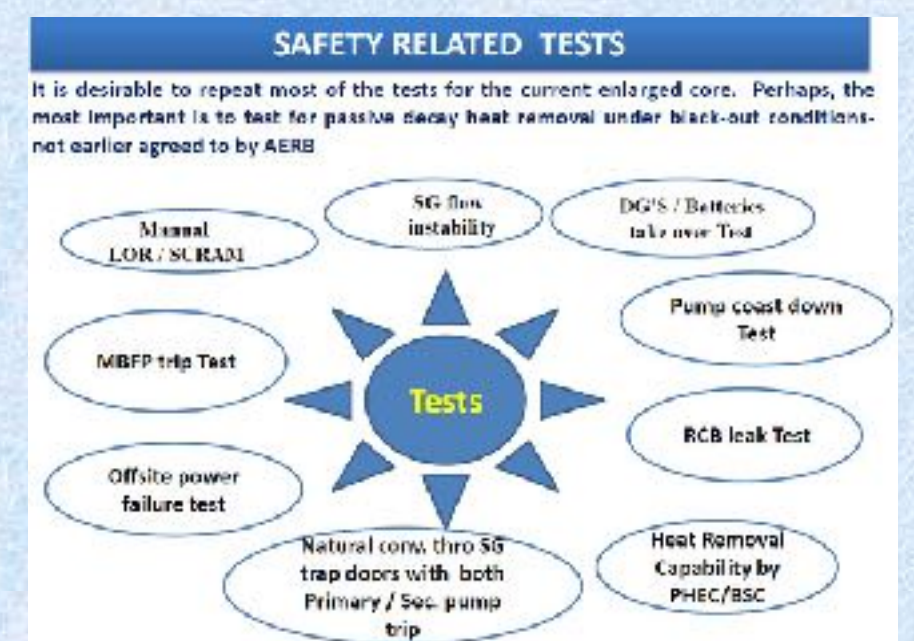 SAFETY RELATED TESTS
It is desirable to repeat most of the tests for the current enlarged core. Perhaps, the
most important is to test for passive decay heat removal under black-out conditions-
not earlier agreed to by AERB
SG flow
instability
DG'S / Batteries
take over Test
Manual
LOR / SCRAM
Pump coast down
Test
MBFP trip Test
Tests
RCB leak Test
Offsite power
failure test
Natural conv. thro SG
trap doors with both
Primary / Sec. pump
trip
Heat Removal
Capability by
PHEC/BSC